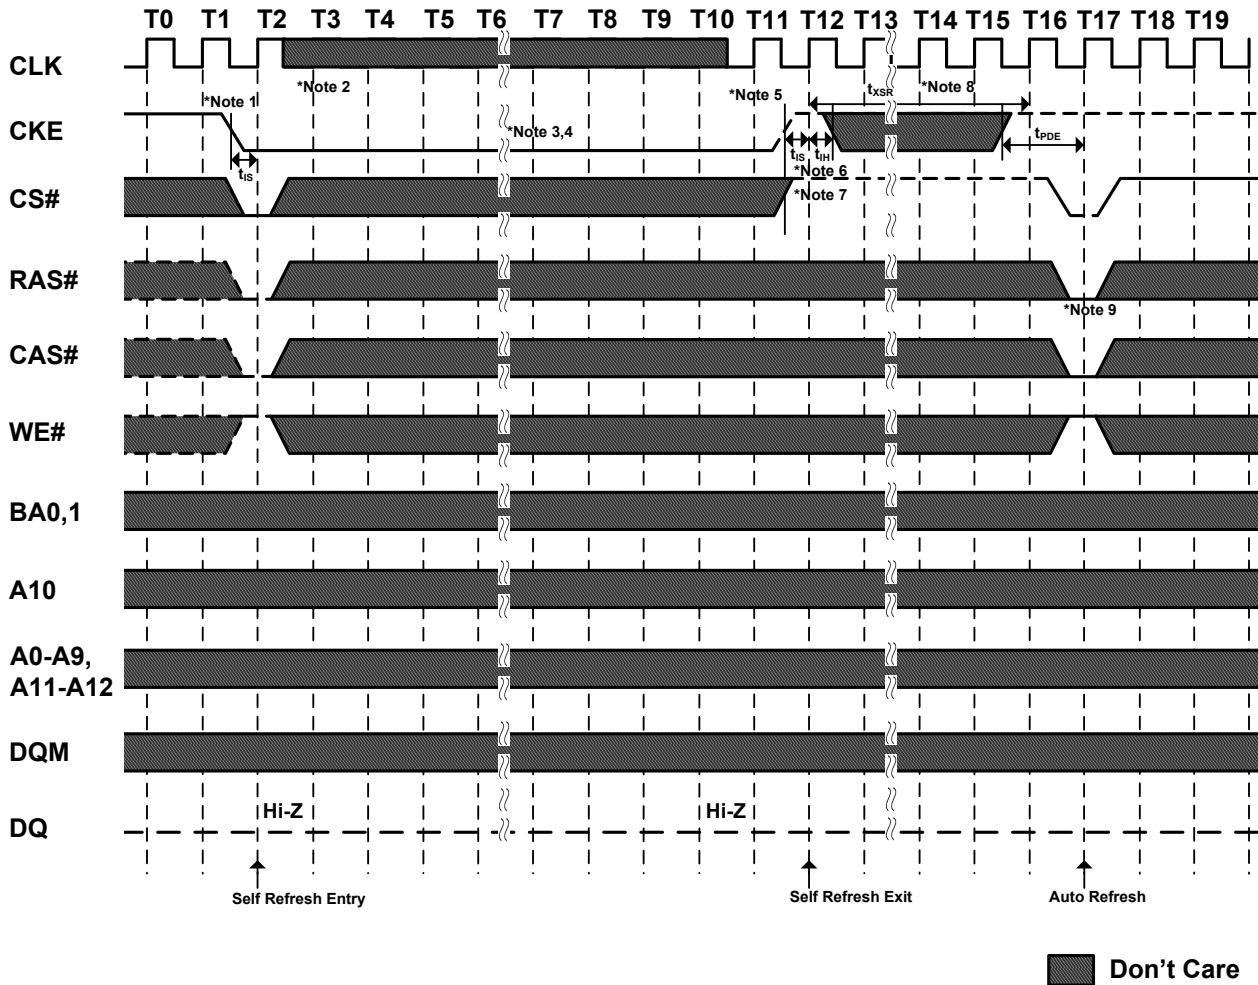 T0 T1 T2 T3 T4 T5 T6 T7 T8 T9 T10 T11 T12 T13 T14 T15 T16 T17 T18 T19
CLK
*Note 1
*Note 2
*Note 5
tXSR
*Note 8
CKE
*Note 3,4
tIS
tIS
tIH
tPDE
*Note 6
CS#
*Note 7
RAS#
*Note 9
CAS#
WE#
BA0,1
A10
A0-A9,
A11-A12
DQM
Hi-Z
Hi-Z
DQ
Self Refresh Entry
Self Refresh Exit
Auto Refresh
Don't Care